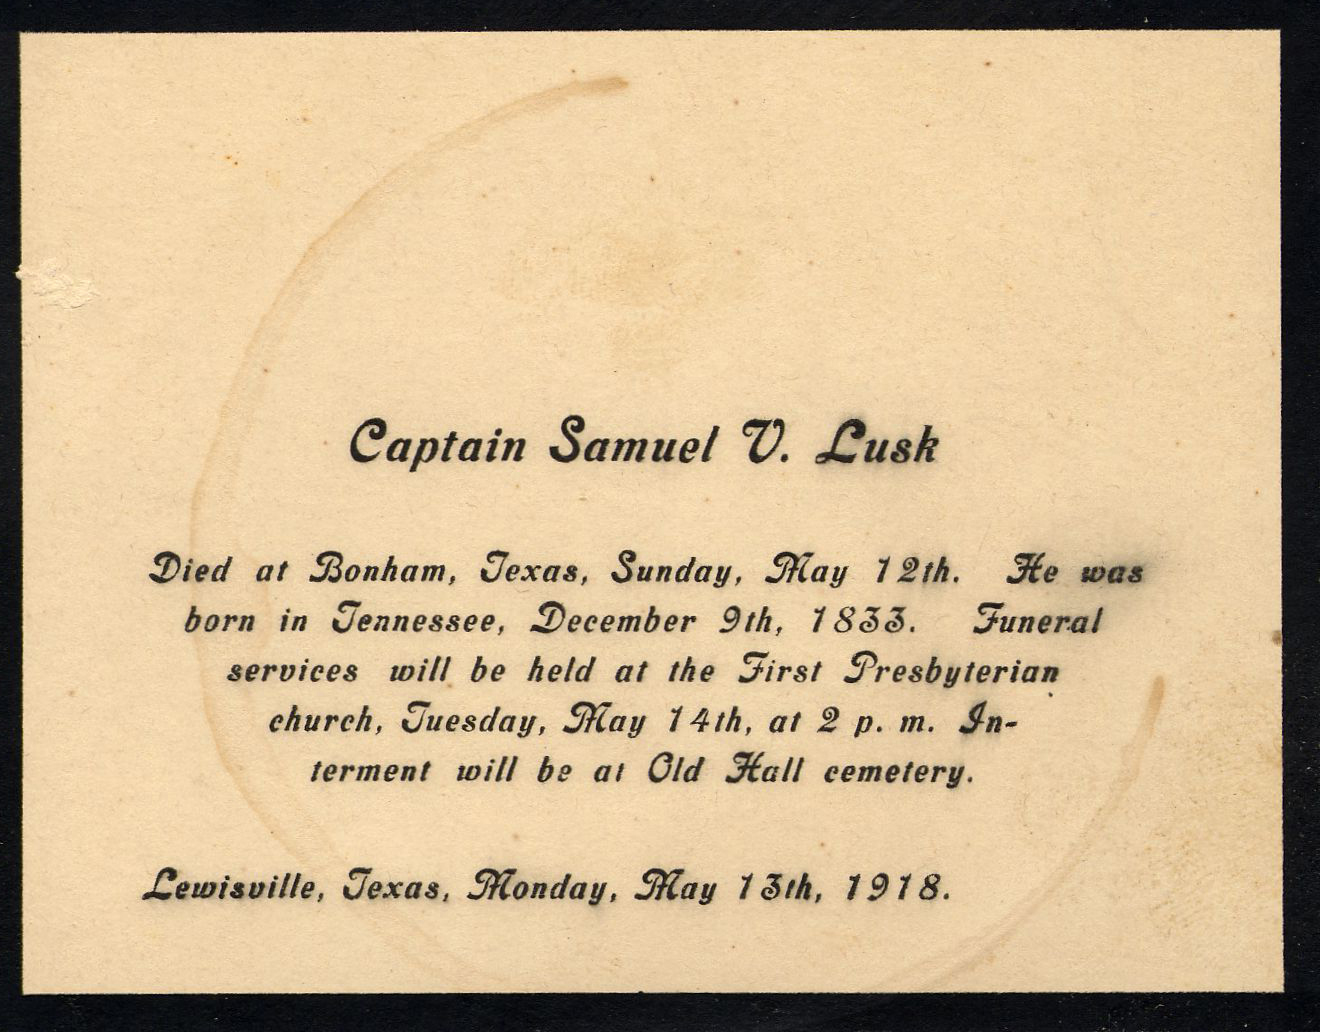 Captain Samuel V. Lusk
Died at Bonham, Texas, Sunday, May 12th. He was
born in Tennessee, December 9th, 1833. Funeral
services will be held at the First Presbyterian
church, Tuesday, May 14th, at 2 p. m. In-
terment will be at Old Hall cemetery.
Lewisville, Texas, Monday, May 13th, 1918.